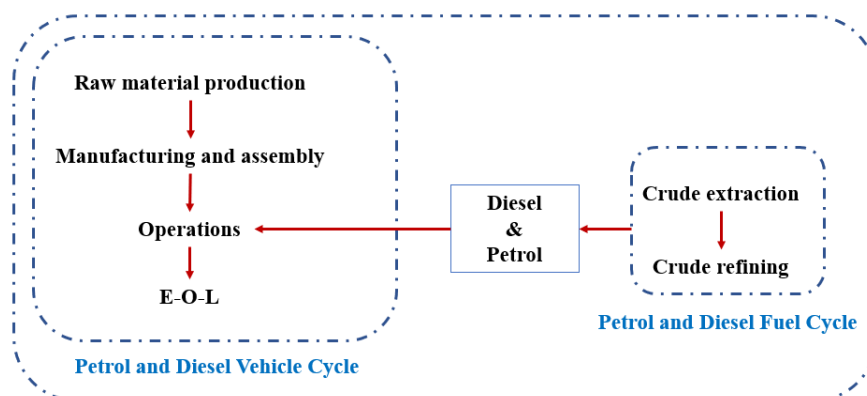 Raw material production
Manufacturing and assembly
Operations
E-O-L
Petrol and Diesel Vehicle Cycle
Diesel
&
Petrol
Crude extraction
Crude refining
Petrol and Diesel Fuel Cycle